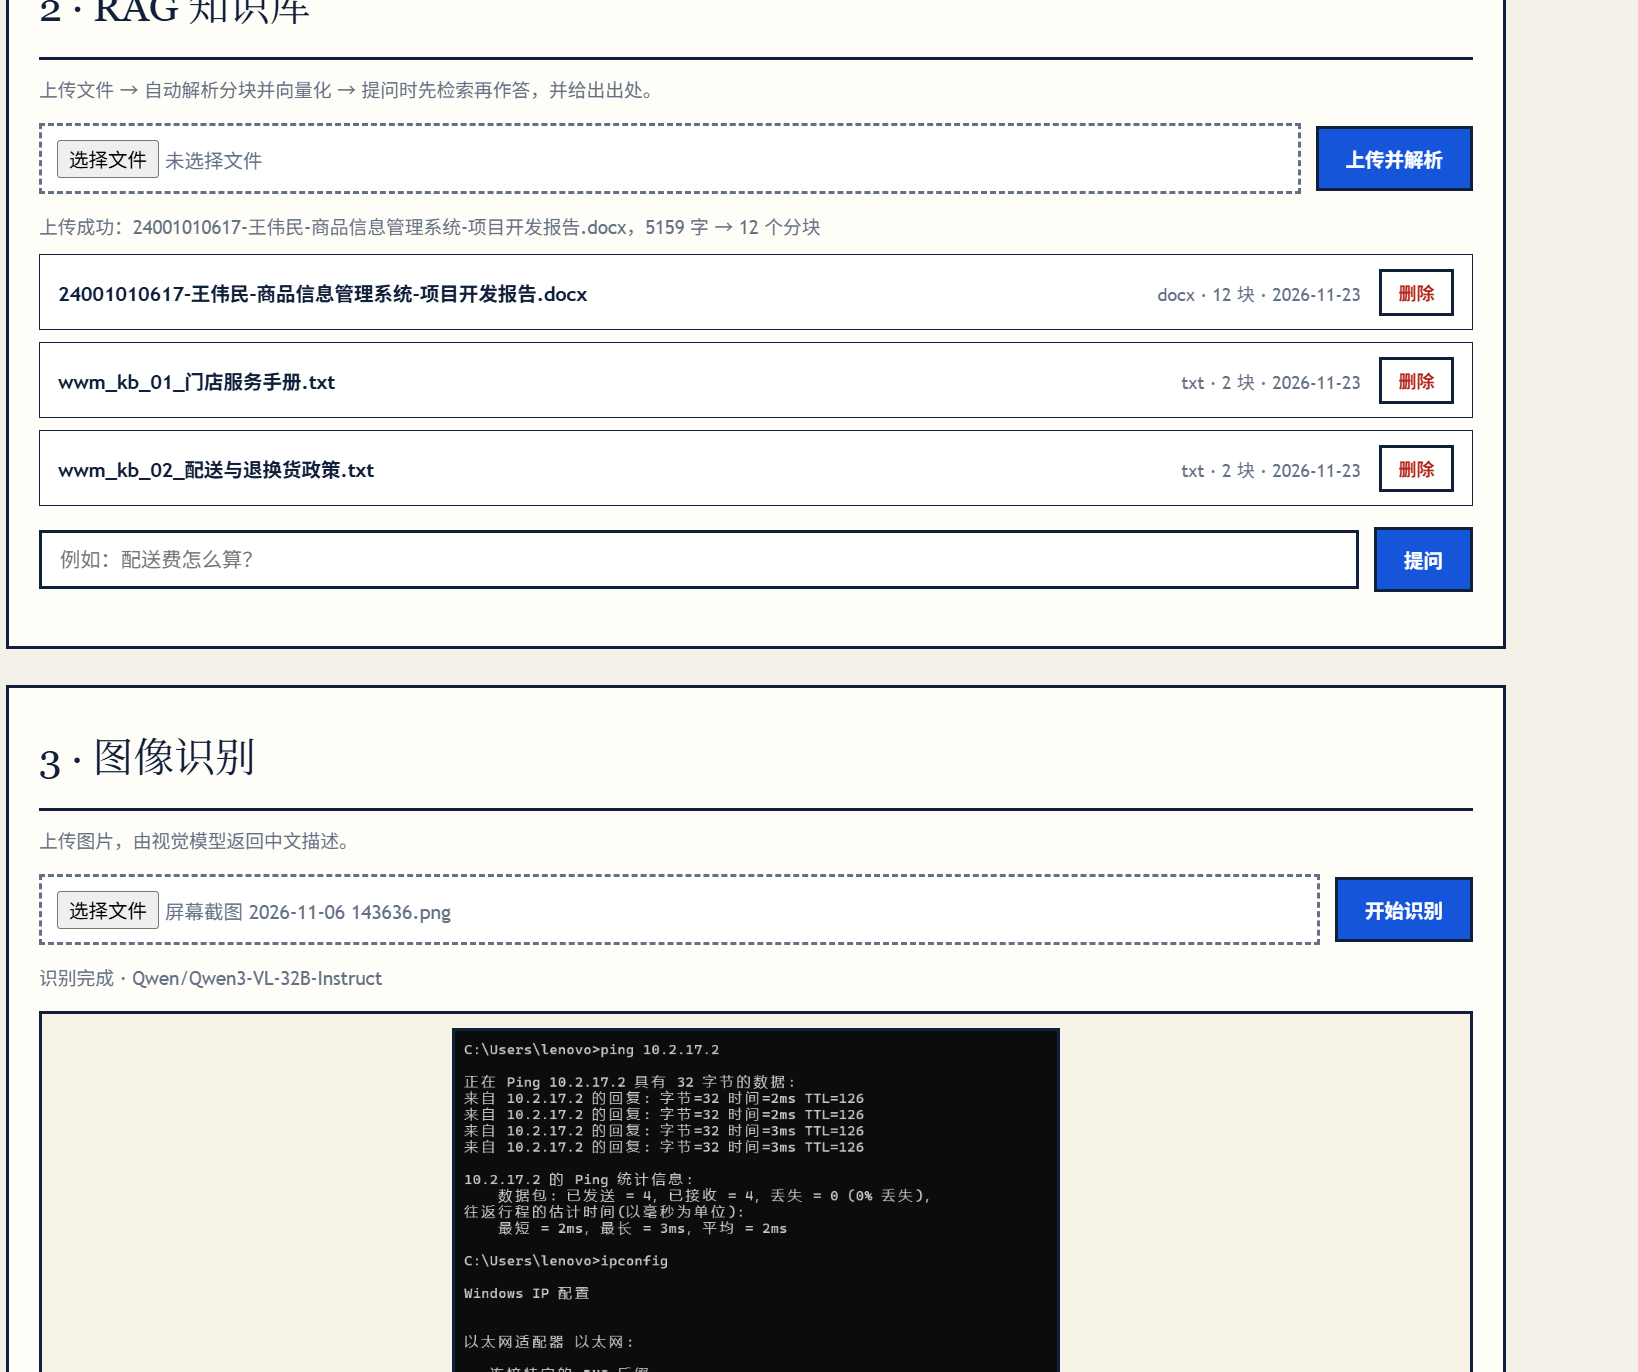 2 · RAG 知识库
上传文件 → 自动解析分块并向量化 → 提问时先检索再作答，并给出出处。
选择文件 未选择文件
上传并解析
上传成功：24001010617-王伟民-商品信息管理系统-项目开发报告.docx，5159 字 → 12 个分块
24001010617-王伟民-商品信息管理系统-项目开发报告.docx
docx · 12 块 · 2026-11-23
删除
wwm_kb_01_门店服务手册.txt
txt · 2 块 · 2026-11-23
删除
wwm_kb_02_配送与退换货政策.txt
txt · 2 块 · 2026-11-23
删除
例如：配送费怎么算？
提问
3 · 图像识别
上传图片，由视觉模型返回中文描述。
选择文件 屏幕截图 2026-11-06 143636.png
开始识别
识别完成 · Qwen/Qwen3-VL-32B-Instruct
C:\Users\lenovo>ping 10.2.17.2
正在 Ping 10.2.17.2 具有 32 字节的数据:
来自 10.2.17.2 的回复: 字节=32 时间=2ms TTL=126
来自 10.2.17.2 的回复: 字节=32 时间=2ms TTL=126
来自 10.2.17.2 的回复: 字节=32 时间=3ms TTL=126
来自 10.2.17.2 的回复: 字节=32 时间=3ms TTL=126
10.2.17.2 的 Ping 统计信息:
数据包: 已发送 = 4, 已接收 = 4, 丢失 = 0 (0% 丢失),
往返行程的估计时间(以毫秒为单位):
最短 = 2ms, 最长 = 3ms, 平均 = 2ms
C:\Users\lenovo>ipconfig
Windows IP 配置
以太网适配器 以太网: